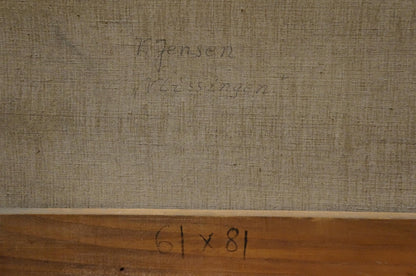 V. Jensen
„Vlissingen"
61 x 81